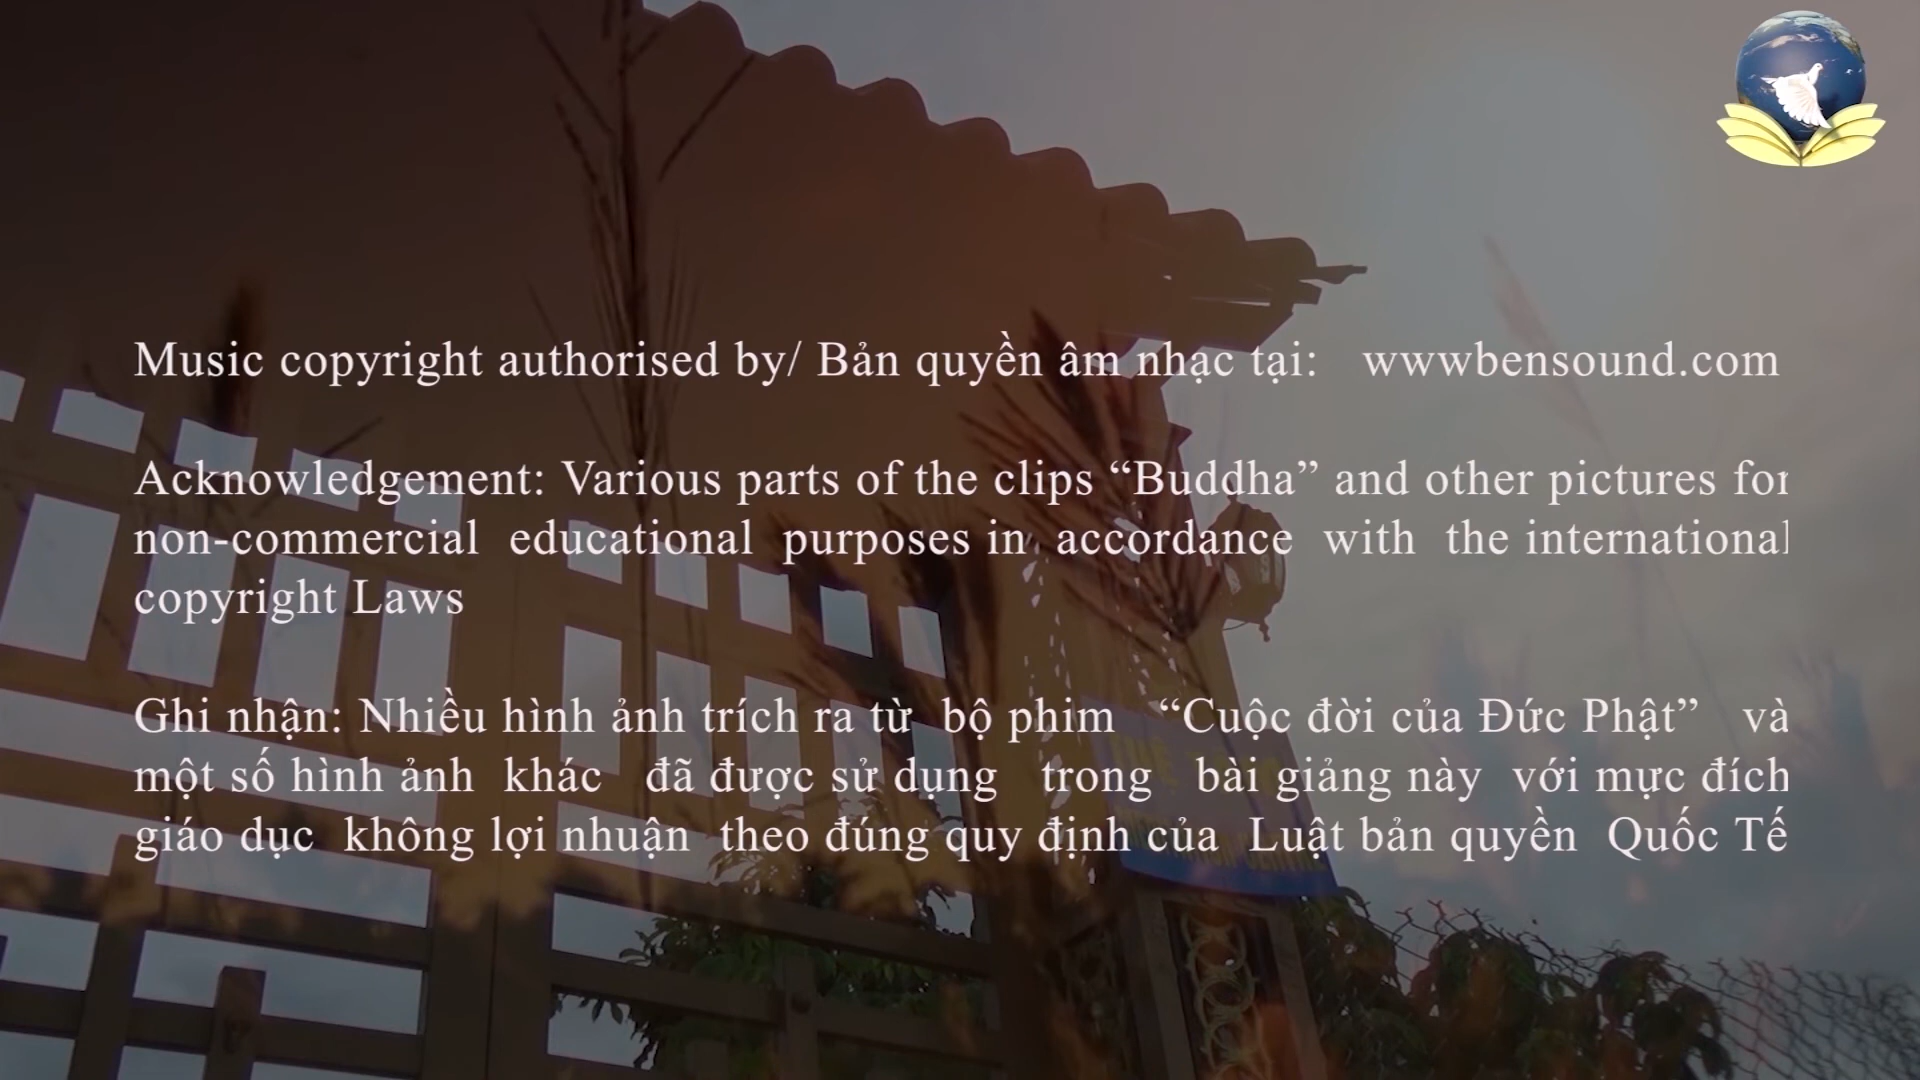 Music copyright authorised by/ Bản quyền âm nhạc tại: wwwbensound.com
Acknowledgement: Various parts of the clips “Buddha” and other pictures for
non-commercial educational purposes in accordance with the international
copyright Laws
Ghi nhận: Nhiều hình ảnh trích ra từ bộ phim “Cuộc đời của Đức Phật” và
một số hình ảnh khác đã được sử dụng trong bài giảng này với mực đích
giáo dục không lợi nhuận theo đúng quy định của Luật bản quyền Quốc Tế